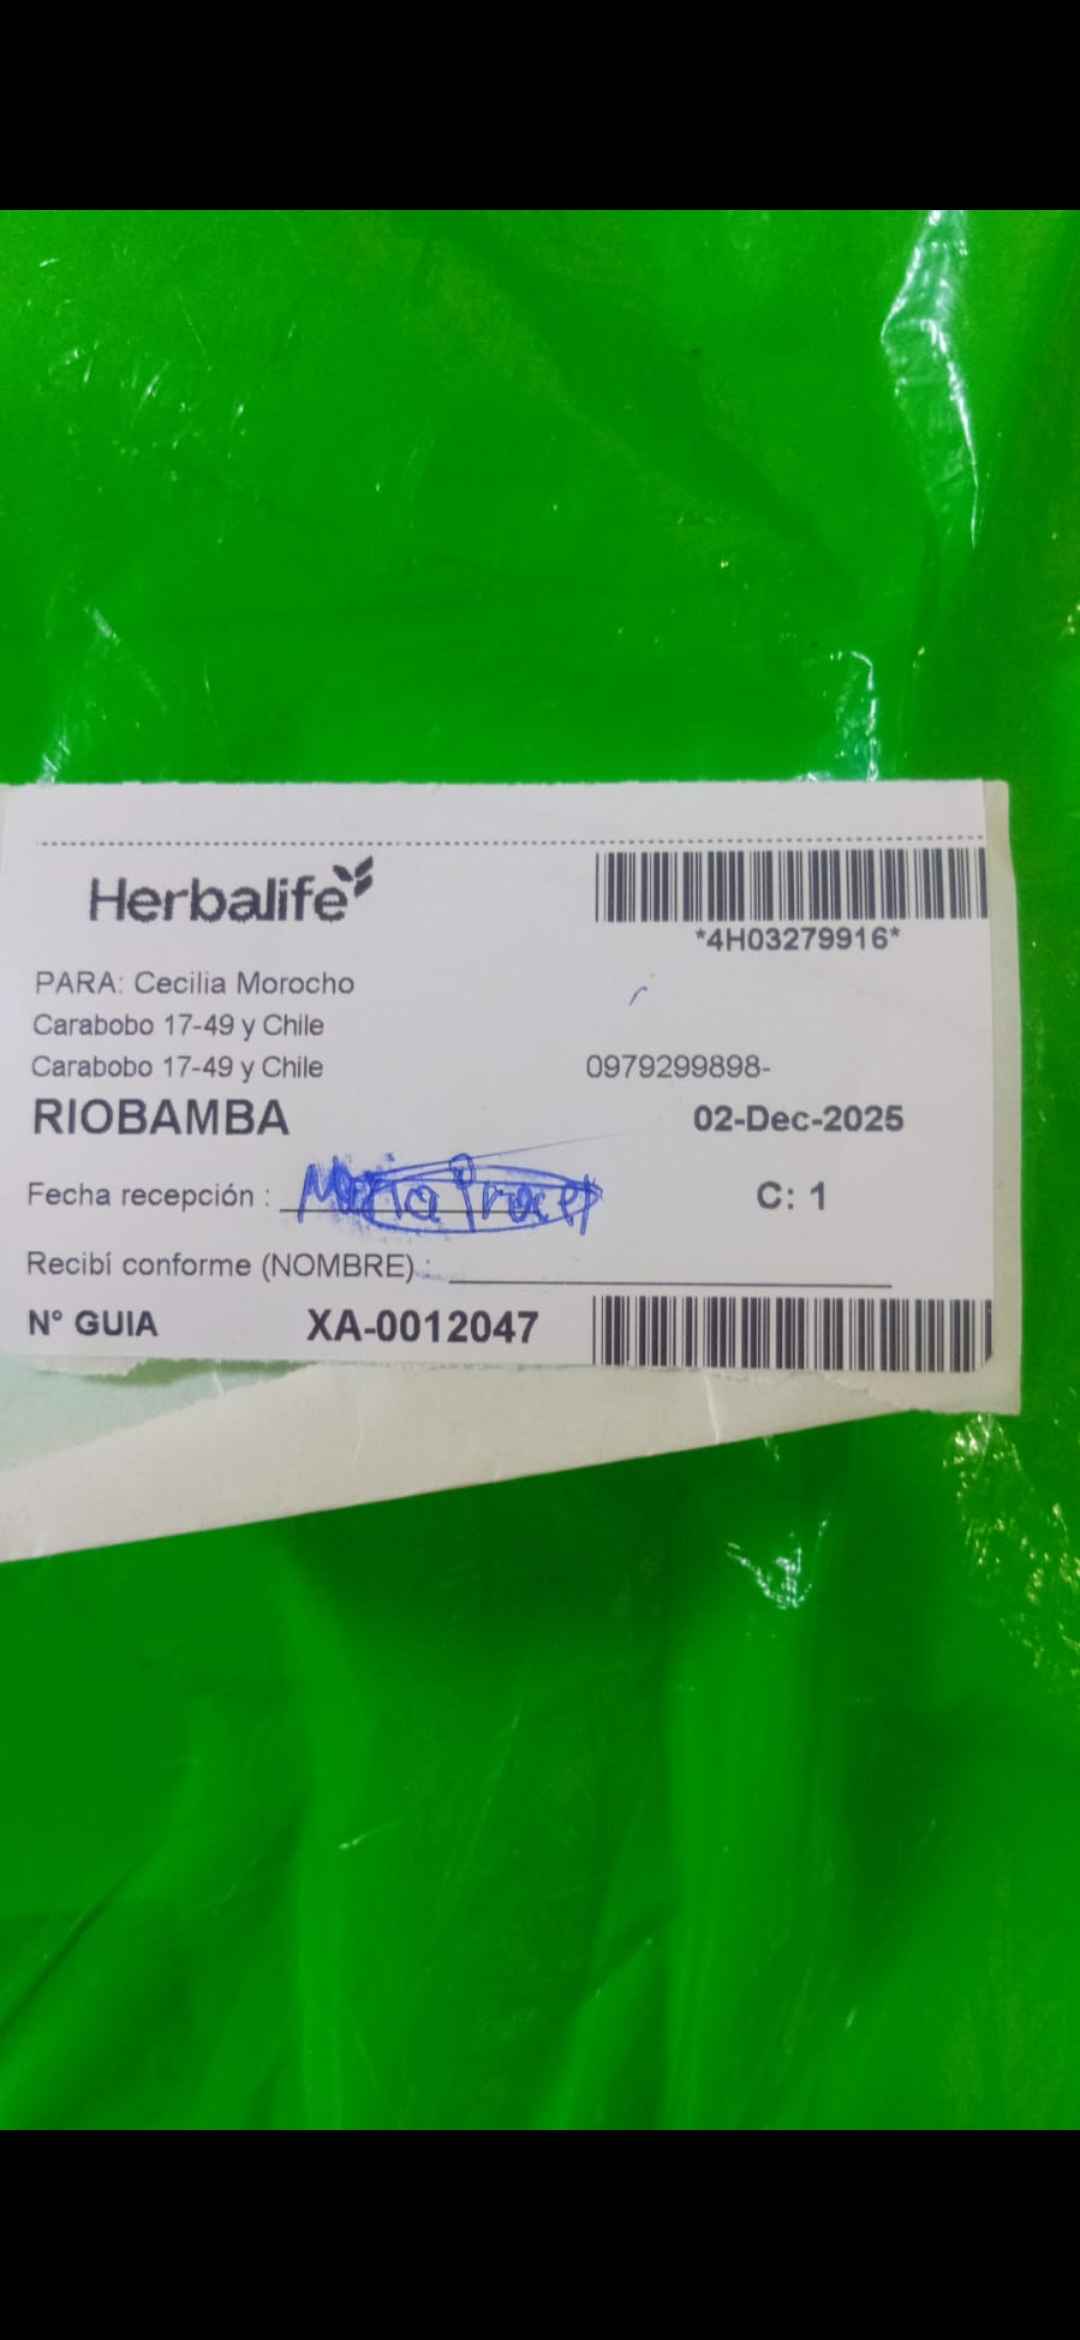 Herbalife
*4H03279916*
PARA: Cecilia Morocho
Carabobo 17-49 y Chile
Carabobo 17-49 y Chile 0979299898-
RIOBAMBA 02-Dec-2025
Fecha recepción : Maria C: 1
Recibí conforme (NOMBRE) :
N° GUIA XA-0012047